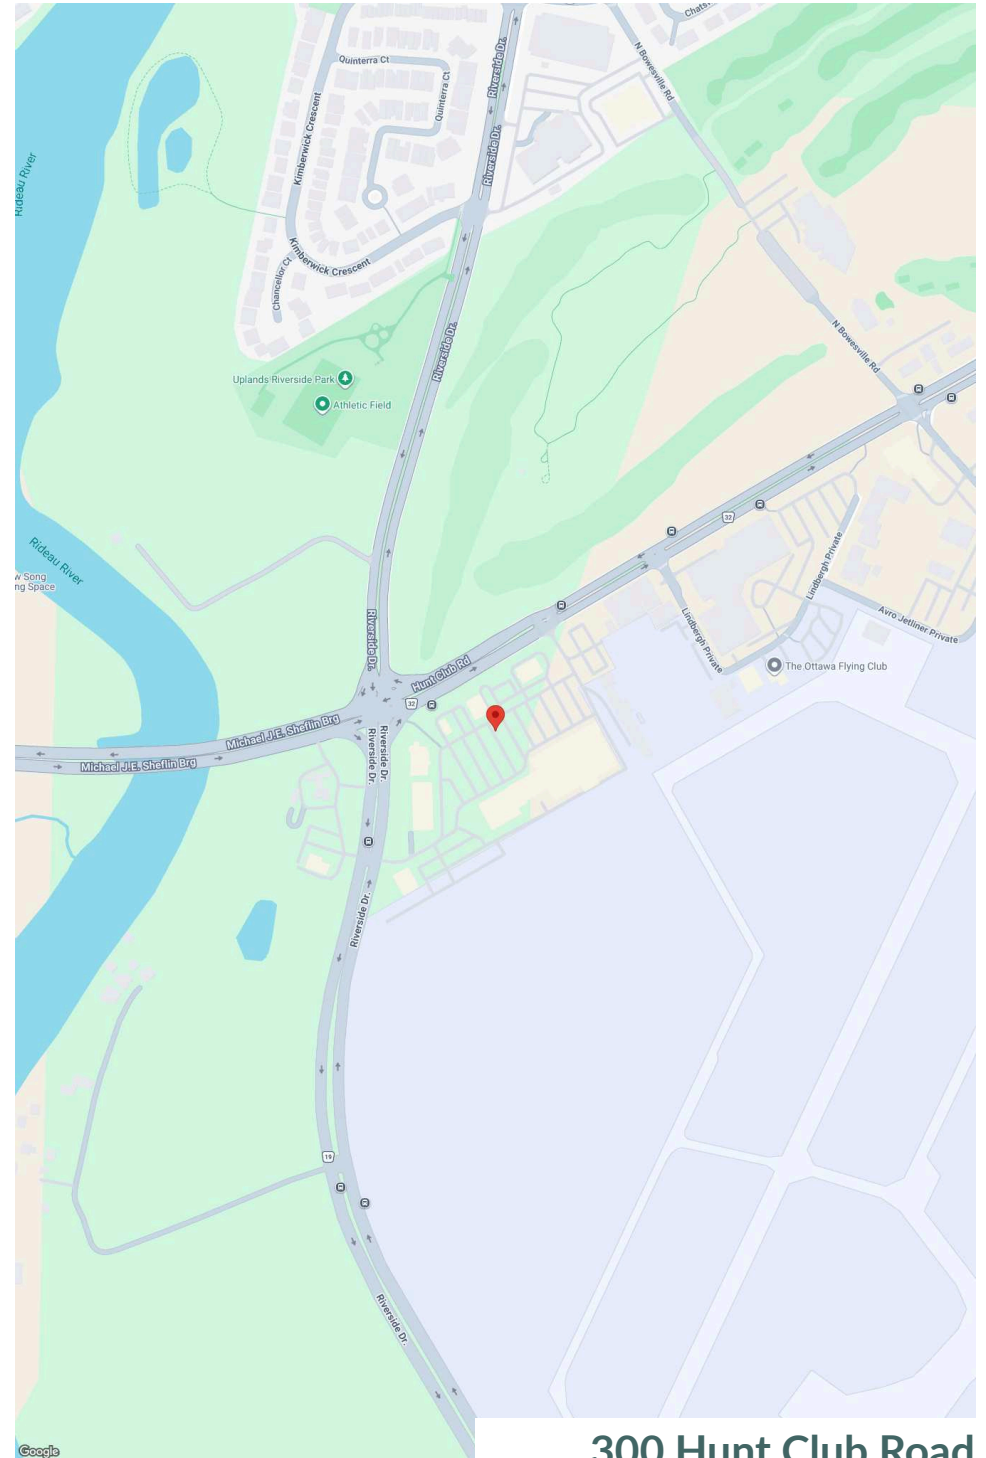 Chats
Riverside Dr.
N Bowesville Rd
Quinterra Ct
Quinterra Ct
Kimberwick Crescent
Riverside Dr.
Rideau River
Kimberwick Crescent
Chancellor Ct
Riverside Dr.
N Bowesville Rd
Uplands Riverside Park
Athletic Field
32
Rideau River
w Song
ng Space
Lindbergh Private
Riverside Dr.
Lindbergh Private
Avro Jetliner Private
The Ottawa Flying Club
Hunt Club Rd
32
Michael J.E. Sheflin Brg
Riverside Dr.
Riverside Dr.
Michael J.E. Sheflin Brg
Riverside Dr.
19
Riverside Dr.
Google
300 Hunt Club Road